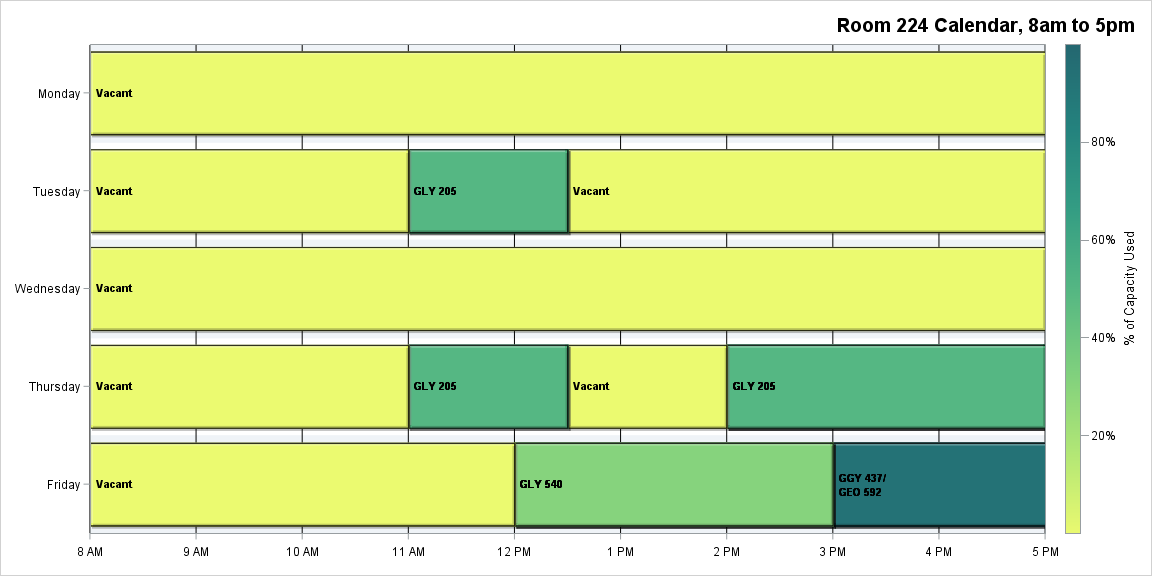 Room 224 Calendar, 8am to 5pm
Monday
Vacant
Tuesday
Vacant
GLY 205
Vacant
Wednesday
Vacant
Thursday
Vacant
GLY 205
Vacant
GLY 205
Friday
Vacant
GLY 540
GGY 437/
GEO 592
8 AM
9 AM
10 AM
11 AM
12 PM
1 PM
2 PM
3 PM
4 PM
5 PM
80%
60%
40%
20%
% of Capacity Used